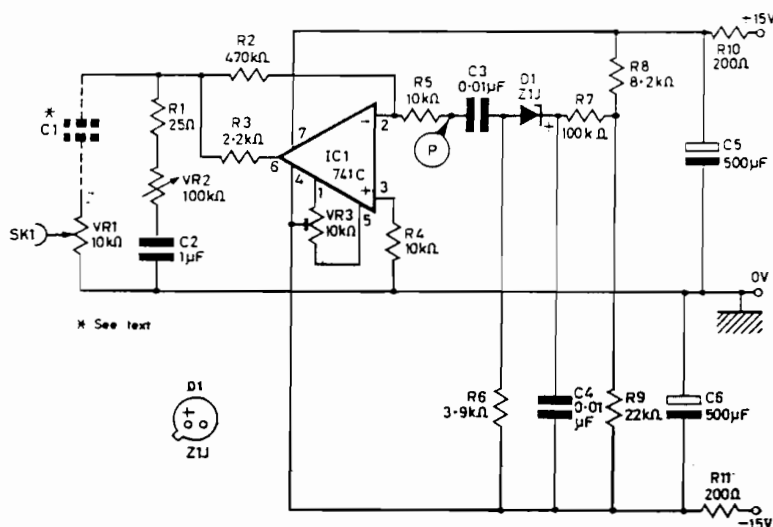 +15V
R10
200Ω
R2
470kΩ
R8
8·2kΩ
C3
0·01µF
D1
Z1J
R5
10kΩ
R7
100kΩ
*
C1
R1
25Ω
R3
2·2kΩ
7
2
-
P
+
6
IC1
741C
4
1
+
3
5
C5
500µF
VR2
100kΩ
VR3
10kΩ
R4
10kΩ
SK1
VR1
10kΩ
C2
1µF
0V
* See text
D1
+
Z1J
R6
3·9kΩ
C4
0·01
µF
R9
22kΩ
C6
500µF
R11
200Ω
-15V